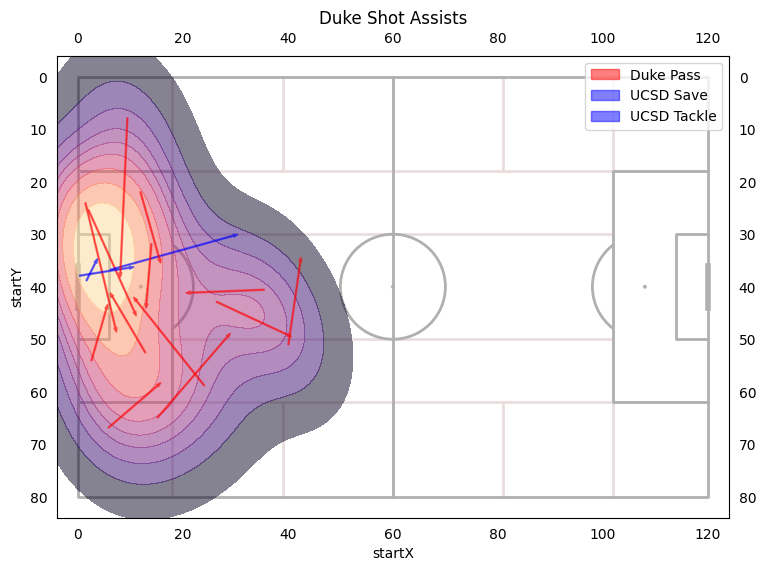 Duke Shot Assists
0 20 40 60 80 100 120
Duke Pass
UCSD Save
UCSD Tackle
0 0
10 10
20 20
30 30
40 40
50 50
60 60
70 70
80 80
startY
0 20 40 60 80 100 120
startX